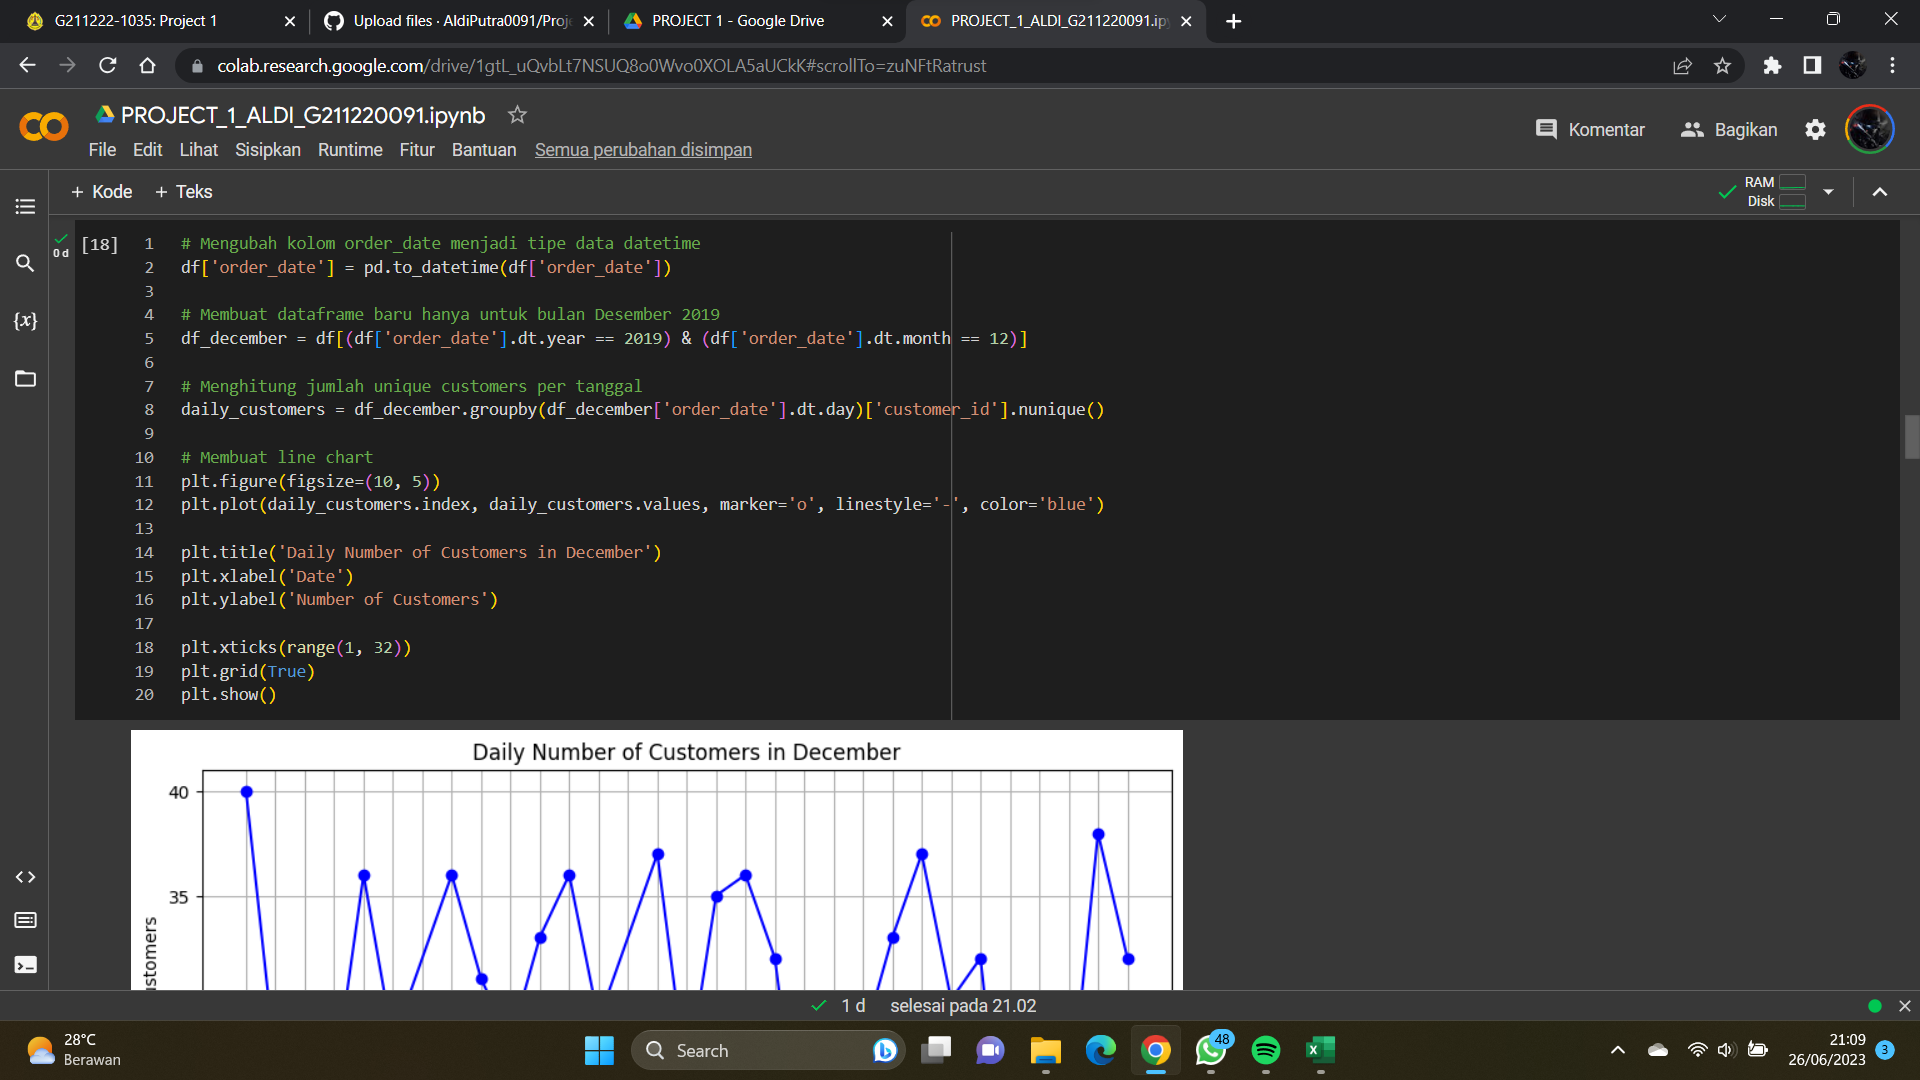 G211222-1035: Project 1
Upload files · AldiPutra0091/Proje
PROJECT 1 - Google Drive
PROJECT_1_ALDI_G211220091.ip
colab.research.google.com/drive/1gtL_uQvbLt7NSUQ8o0Wvo0XOLA5aUCkK#scrollTo=zuNFtRatrust
PROJECT_1_ALDI_G211220091.ipynb
Komentar
Bagikan
File Edit Lihat Sisipkan Runtime Fitur Bantuan Semua perubahan disimpan
+ Kode + Teks
RAM
Disk
0 d
[18]
1 # Mengubah kolom order_date menjadi tipe data datetime
2 df['order_date'] = pd.to_datetime(df['order_date'])
3
4 # Membuat dataframe baru hanya untuk bulan Desember 2019
5 df_december = df[(df['order_date'].dt.year == 2019) & (df['order_date'].dt.month == 12)]
6
7 # Menghitung jumlah unique customers per tanggal
8 daily_customers = df_december.groupby(df_december['order_date'].dt.day)['customer_id'].nunique()
9
10 # Membuat line chart
11 plt.figure(figsize=(10, 5))
12 plt.plot(daily_customers.index, daily_customers.values, marker='o', linestyle='-', color='blue')
13
14 plt.title('Daily Number of Customers in December')
15 plt.xlabel('Date')
16 plt.ylabel('Number of Customers')
17
18 plt.xticks(range(1, 32))
19 plt.grid(True)
20 plt.show()
Daily Number of Customers in December
40
35
stomers
1 d selesai pada 21.02
28°C
Berawan
Search
48
21:09
26/06/2023
3